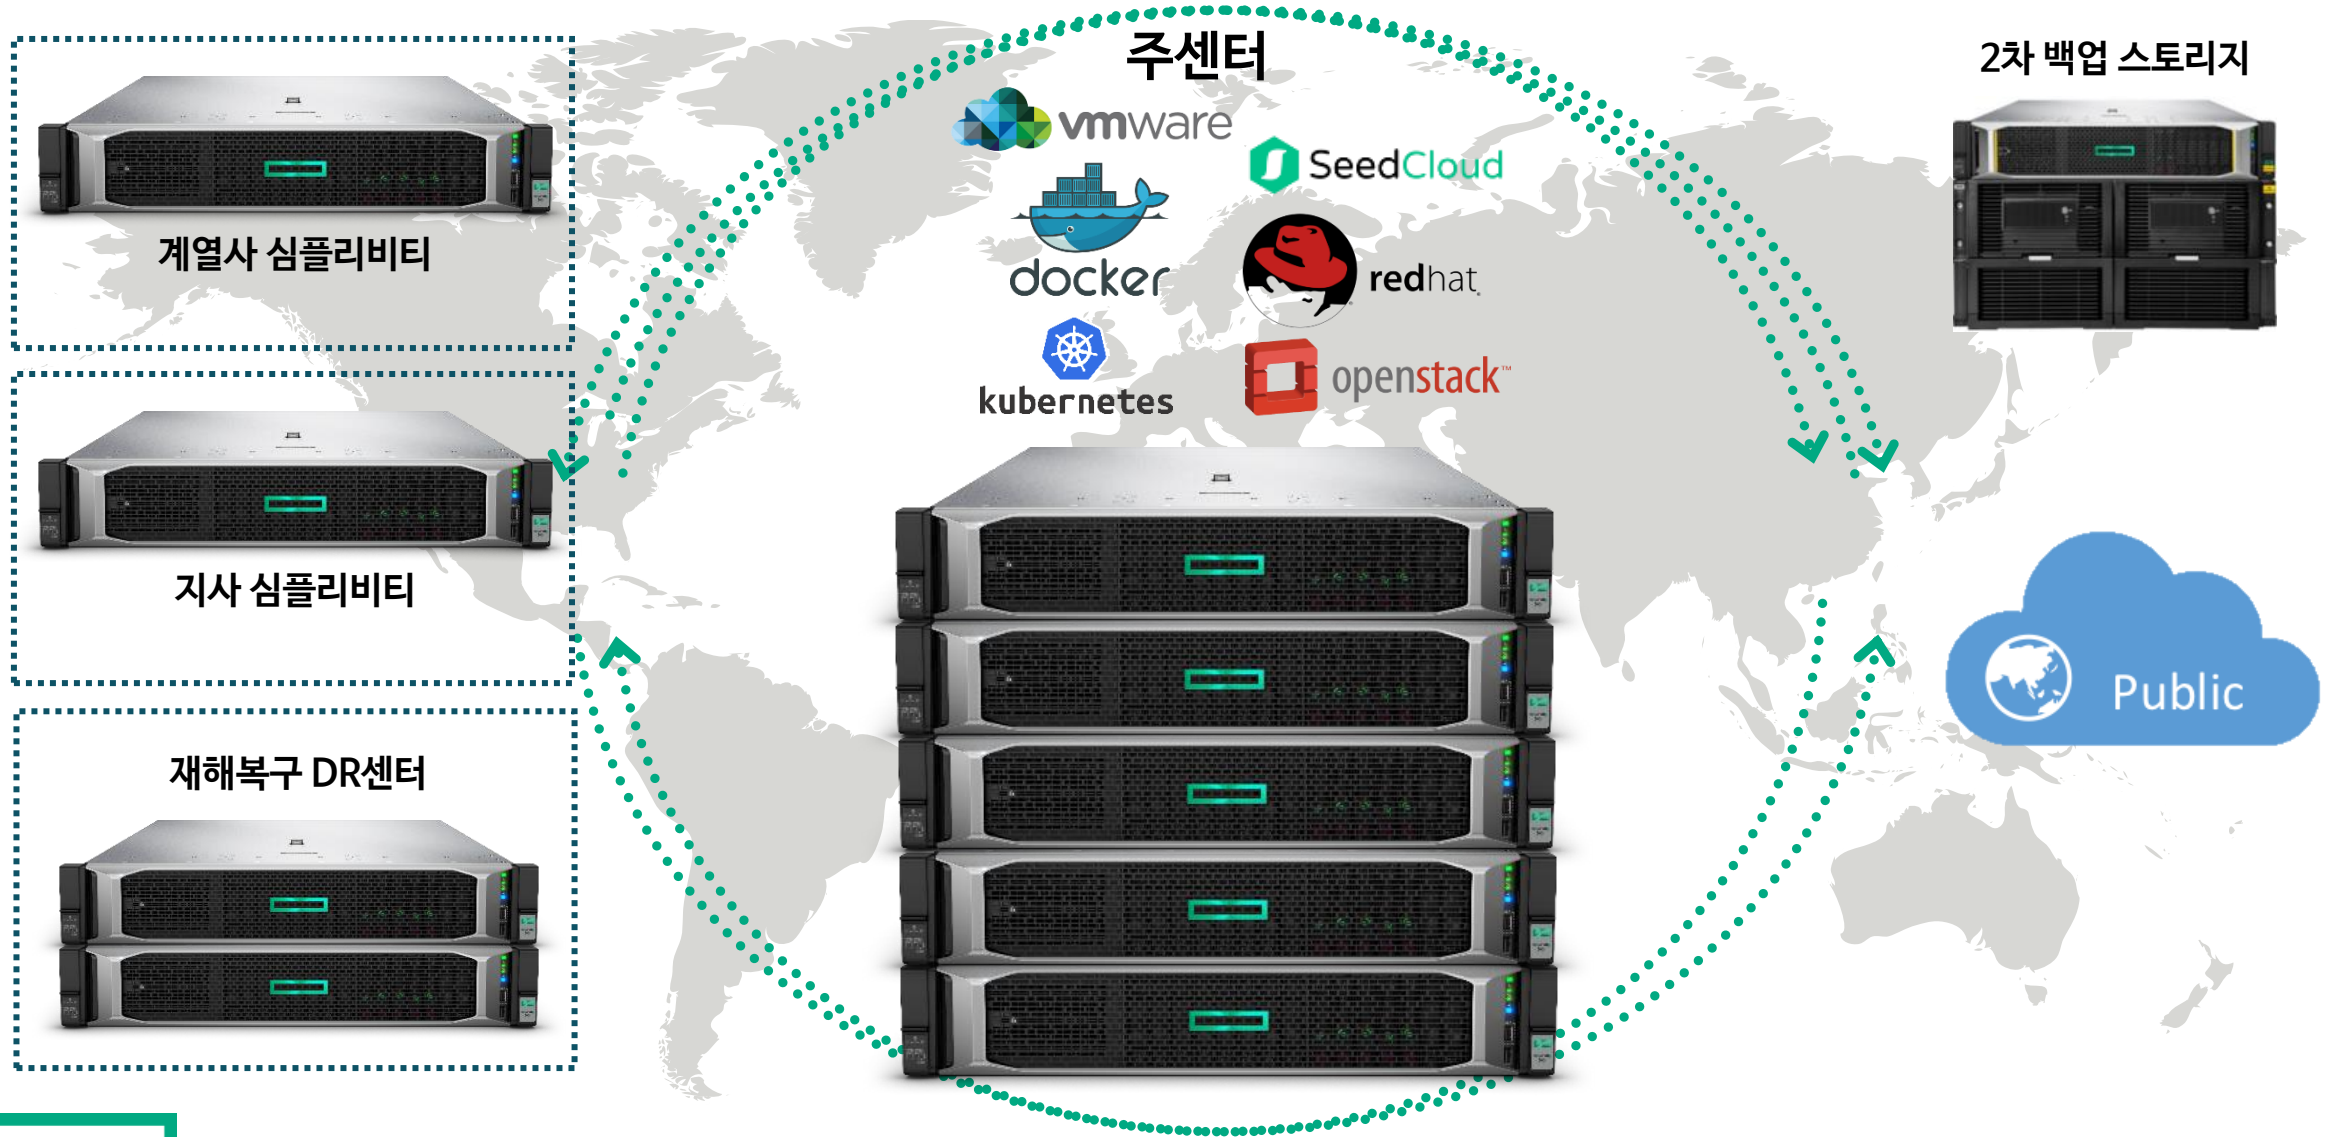 주센터
2차 백업 스토리지
vmware
SeedCloud
docker
redhat
kubernetes
openstack™
계열사 심플리비티
지사 심플리비티
재해복구 DR센터
Public